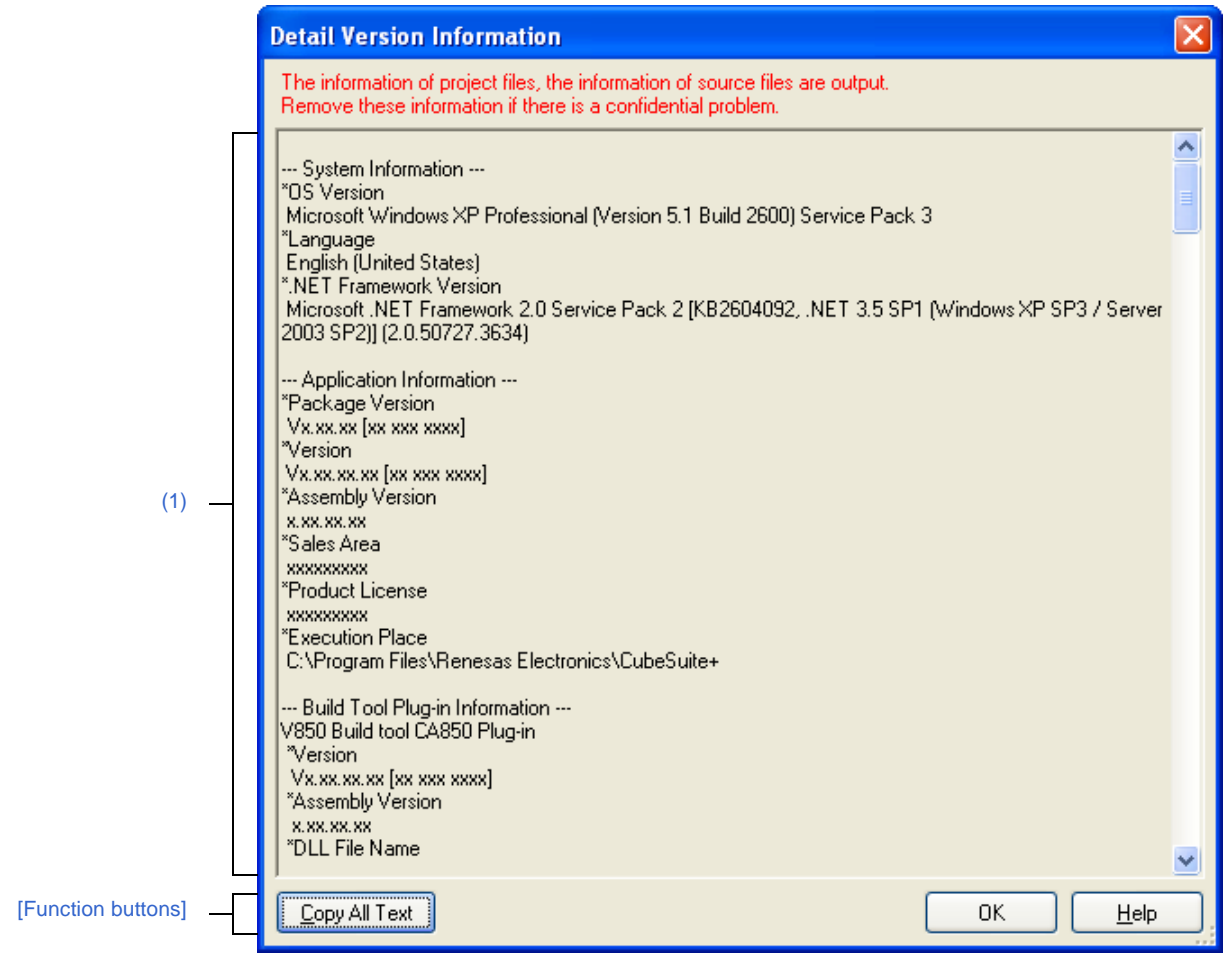 Detail Version Information
The information of project files, the information of source files are output.
Remove these information if there is a confidential problem.
--- System Information ---
*OS Version
Microsoft Windows XP Professional (Version 5.1 Build 2600) Service Pack 3
*Language
English (United States)
*.NET Framework Version
Microsoft .NET Framework 2.0 Service Pack 2 [KB2604092, .NET 3.5 SP1 (Windows XP SP3 / Server
2003 SP2)] (2.0.50727.3634)
--- Application Information ---
*Package Version
Vx.xx.xx [xx xxx xxxx]
*Version
Vx.xx.xx.xx [xx xxx xxxx]
*Assembly Version
x.xx.xx.xx
*Sales Area
xxxxxxxxx
*Product License
xxxxxxxxx
*Execution Place
C:\Program Files\Renesas Electronics\CubeSuite+
--- Build Tool Plug-in Information ---
V850 Build tool CA850 Plug-in
*Version
Vx.xx.xx.xx [xx xxx xxxx]
*Assembly Version
x.xx.xx.xx
*DLL File Name
(1)
[Function buttons]
Copy All Text
OK
Help